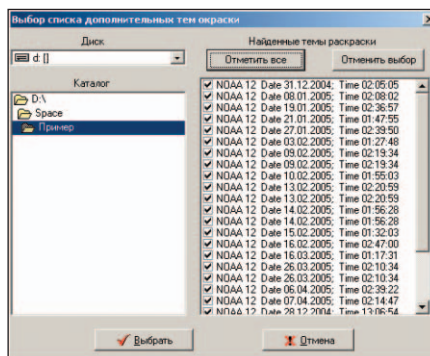 Выбор списка дополнительных тем окраски
Диск
d: []
Каталог
D:\
Space
Пример
Найденные темы раскраски
Отметить все
Отменить выбор
NOAA 12 Date 31.12.2004; Time 02:05:05
NOAA 12 Date 08.01.2005; Time 02:08:02
NOAA 12 Date 19.01.2005; Time 02:36:57
NOAA 12 Date 21.01.2005; Time 01:47:55
NOAA 12 Date 27.01.2005; Time 02:39:50
NOAA 12 Date 03.02.2005; Time 01:27:48
NOAA 12 Date 09.02.2005; Time 02:19:34
NOAA 12 Date 09.02.2005; Time 02:19:34
NOAA 12 Date 10.02.2005; Time 01:55:03
NOAA 12 Date 13.02.2005; Time 02:20:59
NOAA 12 Date 13.02.2005; Time 02:20:59
NOAA 12 Date 14.02.2005; Time 01:56:28
NOAA 12 Date 14.02.2005; Time 01:56:28
NOAA 12 Date 15.02.2005; Time 01:32:03
NOAA 12 Date 16.02.2005; Time 02:47:00
NOAA 12 Date 16.03.2005; Time 01:17:31
NOAA 12 Date 26.03.2005; Time 02:10:34
NOAA 12 Date 26.03.2005; Time 02:10:34
NOAA 12 Date 06.04.2005; Time 02:39:22
NOAA 12 Date 07.04.2005; Time 02:14:47
NOAA 12 Date 28.12.2004; Time 13:06:54
Выбрать
Отмена